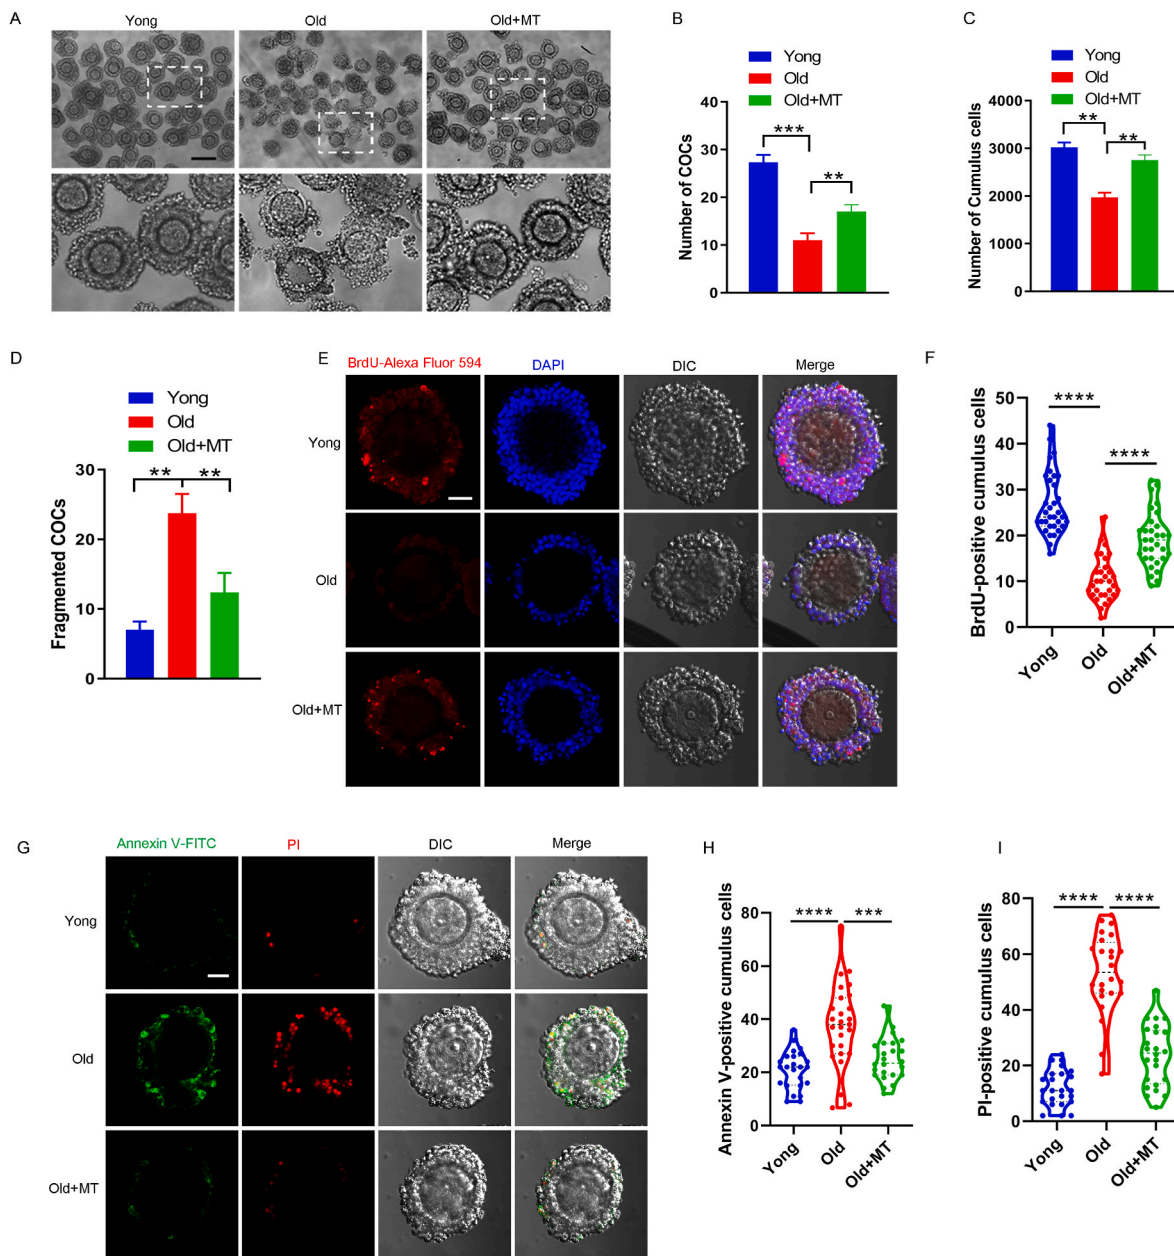 A
Yong
Old
Old+MT
B
Yong
Old
Old+MT
Number of COCs
40
30
20
10
0
***
**
C
Yong
Old
Old+MT
Number of Cumulus cells
4000
3000
2000
1000
0
**
**
D
Yong
Old
Old+MT
Fragmented COCs
30
20
10
0
**
**
E
BrdU-Alexa Fluor 594
DAPI
DIC
Merge
Yong
Old
Old+MT
F
BrdU-positive cumulus cells
50
40
30
20
10
0
****
****
Yong
Old
Old+MT
G
Annexin V-FITC
PI
DIC
Merge
Yong
Old
Old+MT
H
Annexin V-positive cumulus cells
80
60
40
20
0
****
***
Yong
Old
Old+MT
I
PI-positive cumulus cells
80
60
40
20
0
****
****
Yong
Old
Old+MT